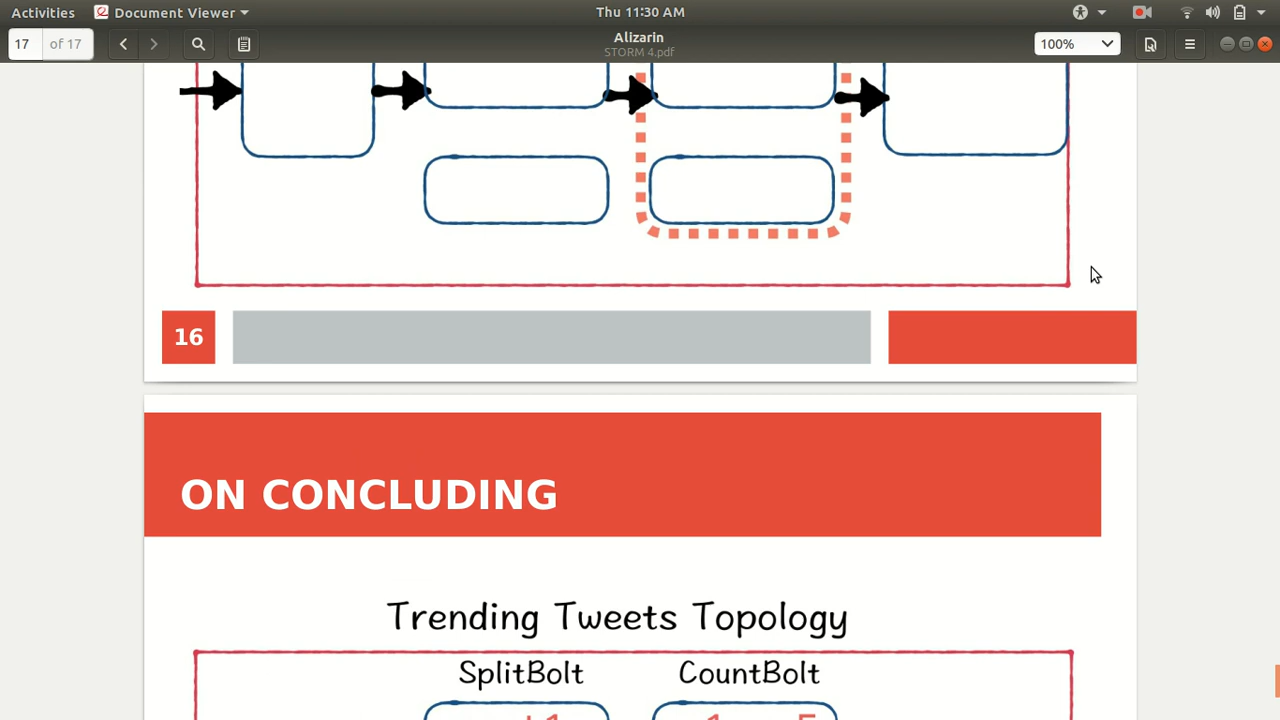 Activities Document Viewer Thu 11:30 AM
17 of 17 Alizarin 100%
STORM 4.pdf
16
ON CONCLUDING
Trending Tweets Topology
SplitBolt CountBolt